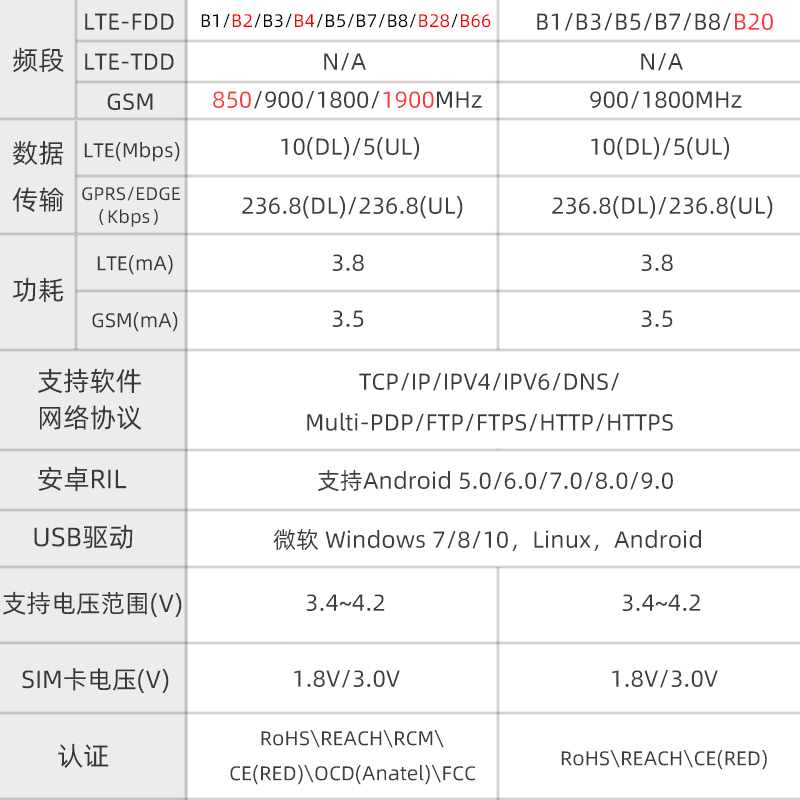 频段
LTE-FDD
B1/B2/B3/B4/B5/B7/B8/B28/B66
B1/B3/B5/B7/B8/B20
LTE-TDD
N/A
N/A
GSM
850/900/1800/1900MHz
900/1800MHz
数据
传输
LTE(Mbps)
10(DL)/5(UL)
10(DL)/5(UL)
GPRS/EDGE
(Kbps)
236.8(DL)/236.8(UL)
236.8(DL)/236.8(UL)
功耗
LTE(mA)
3.8
3.8
GSM(mA)
3.5
3.5
支持软件
网络协议
TCP/IP/IPV4/IPV6/DNS/
Multi-PDP/FTP/FTPS/HTTP/HTTPS
安卓RIL
支持Android 5.0/6.0/7.0/8.0/9.0
USB驱动
微软 Windows 7/8/10，Linux，Android
支持电压范围(V)
3.4~4.2
3.4~4.2
SIM卡电压(V)
1.8V/3.0V
1.8V/3.0V
认证
RoHS\REACH\RCM\
CE(RED)\OCD(Anatel)\FCC
RoHS\REACH\CE(RED)